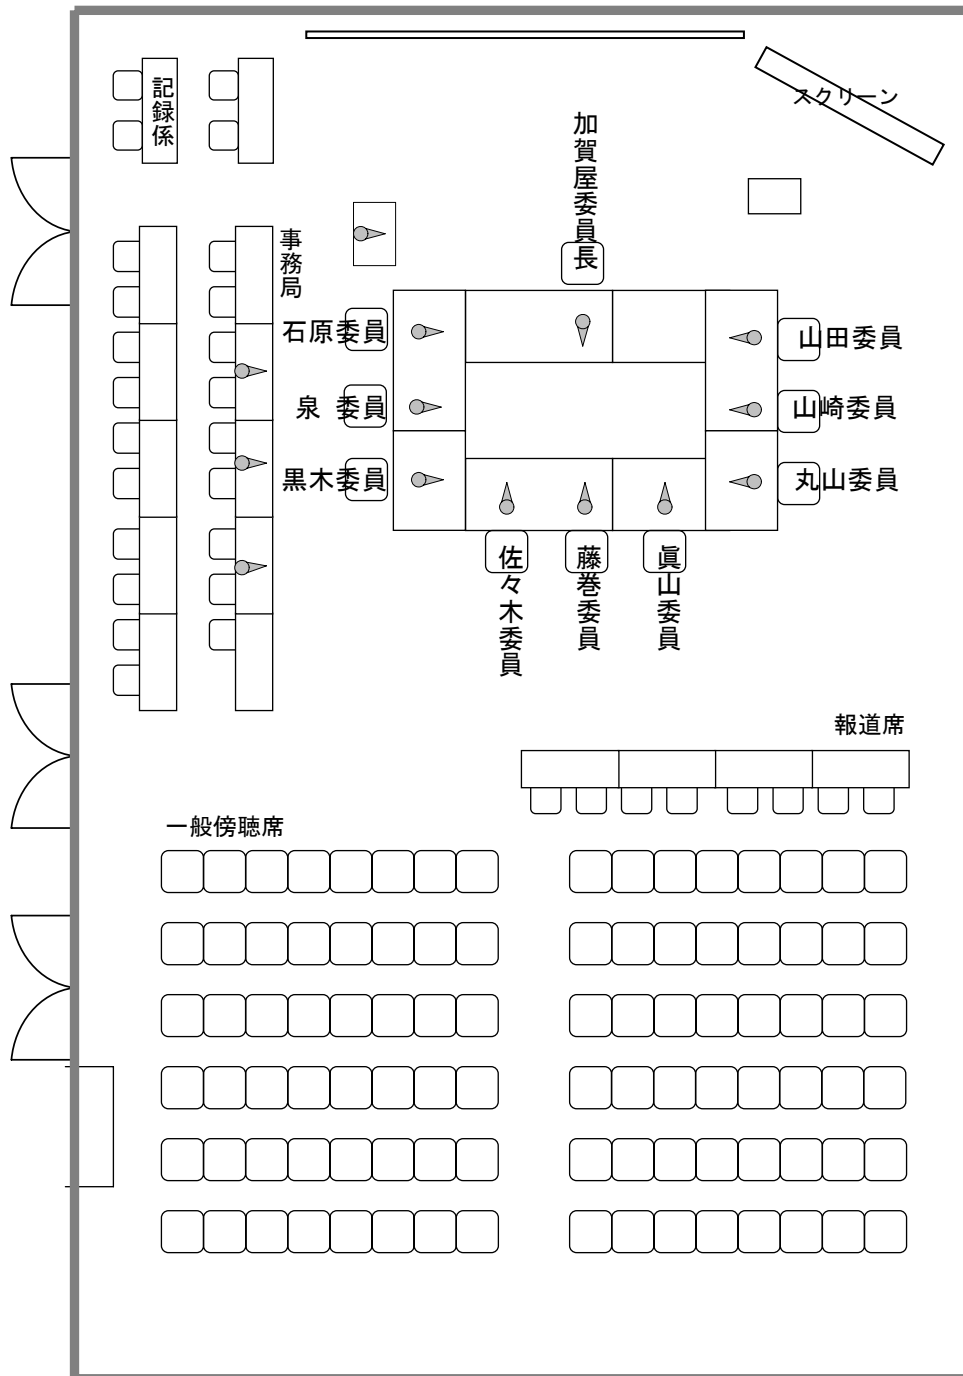 記録係
スクリーン
加賀屋委員長
事務局
石原委員
山田委員
泉 委員
山崎委員
黒木委員
丸山委員
佐々木委員
藤巻委員
眞山委員
報道席
一般傍聴席